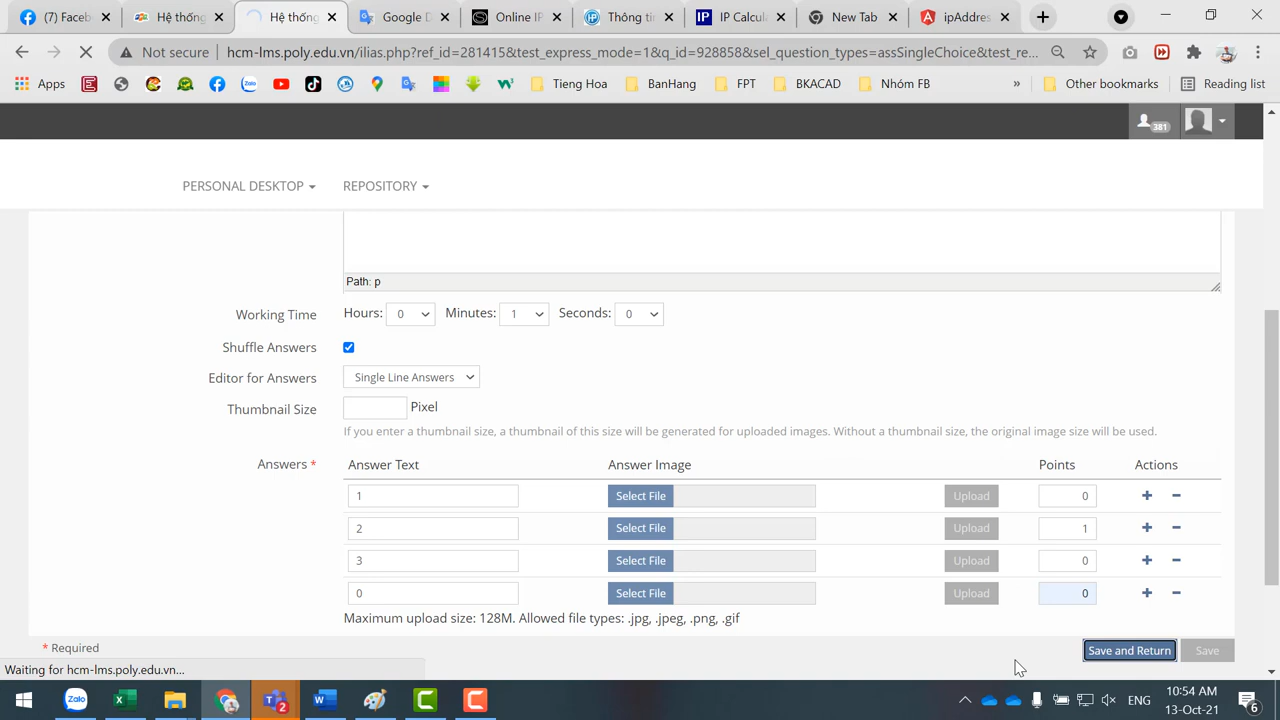 (7) Faceb
Hệ thống
Hệ thống
Google D
Online IP
Thông ti
IP Calcu
New Tab
ipAddres
Not secure
hcm-lms.poly.edu.vn/ilias.php?ref_id=281415&test_express_mode=1&q_id=928858&sel_question_types=assSingleChoice&test_re...
Apps
Tieng Hoa
BanHang
FPT
BKACAD
Nhóm FB
»
Other bookmarks
Reading list
381
PERSONAL DESKTOP
REPOSITORY
Path: p
Working Time Hours: 0 Minutes: 1 Seconds: 0
Shuffle Answers
Editor for Answers Single Line Answers
Thumbnail Size Pixel
If you enter a thumbnail size, a thumbnail of this size will be generated for uploaded images. Without a thumbnail size, the original image size will be used.
Answers * Answer Text Answer Image Points Actions
1 Select File Upload 0 + −
2 Select File Upload 1 + −
3 Select File Upload 0 + −
0 Select File Upload 0 + −
Maximum upload size: 128M. Allowed file types: .jpg, .jpeg, .png, .gif
* Required
Save and Return
Save
Waiting for hcm-lms.poly.edu.vn...
Zalo
2
ENG
10:54 AM
13-Oct-21
6